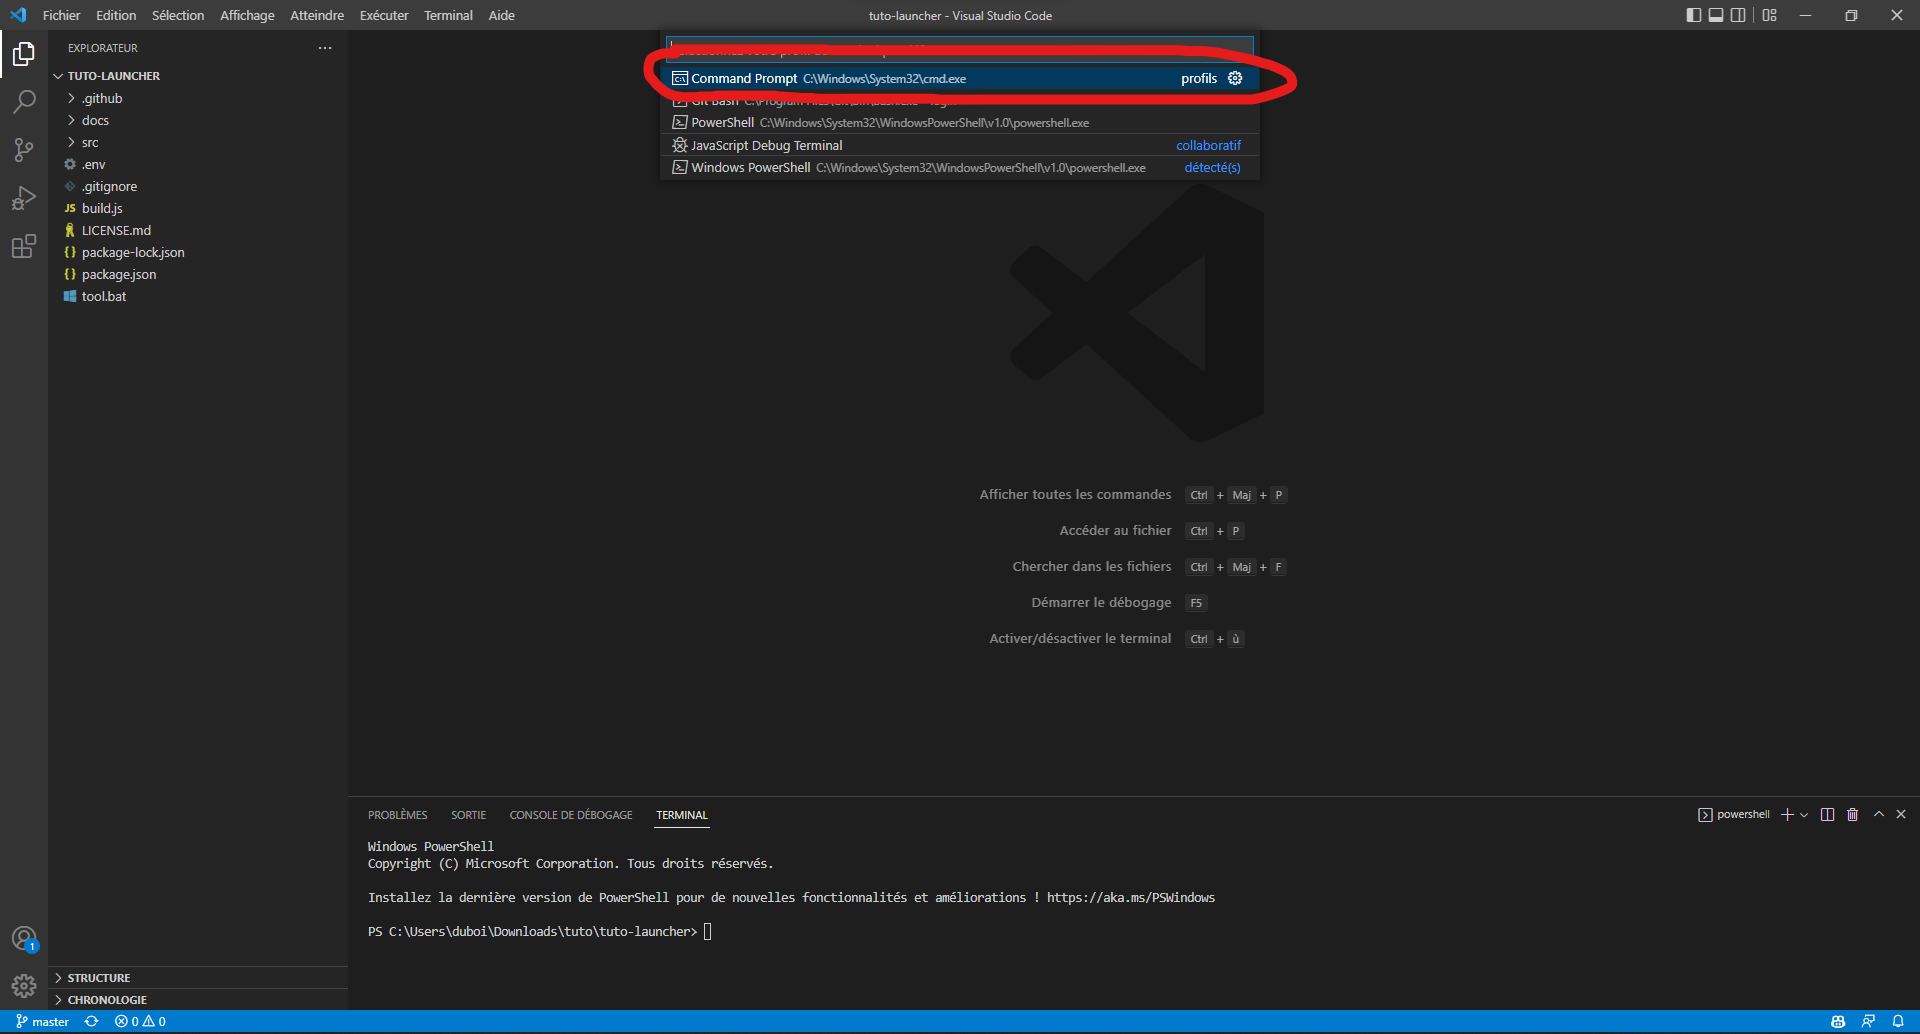 Fichier Edition Sélection Affichage Atteindre Exécuter Terminal Aide
tuto-launcher - Visual Studio Code
EXPLORATEUR
TUTO-LAUNCHER
.github
docs
src
.env
.gitignore
build.js
LICENSE.md
package-lock.json
package.json
tool.bat
STRUCTURE
CHRONOLOGIE
Command Prompt C:\Windows\System32\cmd.exe profils
Git Bash
PowerShell C:\Windows\System32\WindowsPowerShell\v1.0\powershell.exe
JavaScript Debug Terminal collaboratif
Windows PowerShell C:\Windows\System32\WindowsPowerShell\v1.0\powershell.exe détecté(s)
Afficher toutes les commandes Ctrl + Maj + P
Accéder au fichier Ctrl + P
Chercher dans les fichiers Ctrl + Maj + F
Démarrer le débogage F5
Activer/désactiver le terminal Ctrl + ù
PROBLÈMES SORTIE CONSOLE DE DÉBOGAGE TERMINAL
powershell
Windows PowerShell
Copyright (C) Microsoft Corporation. Tous droits réservés.
Installez la dernière version de PowerShell pour de nouvelles fonctionnalités et améliorations ! https://aka.ms/PSWindows
PS C:\Users\duboi\Downloads\tuto\tuto-launcher>
1
master 0 0